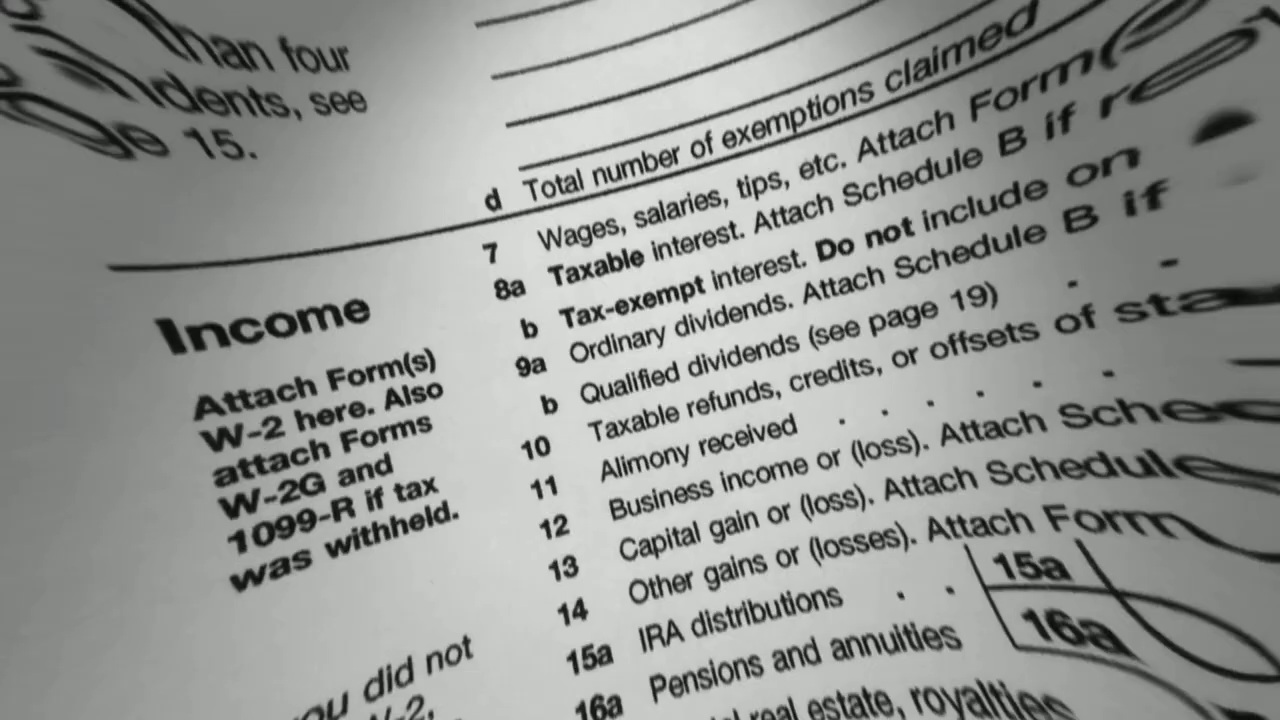 han four
dents, see
ge 15.
d Total number of exemptions claimed
Income
Attach Form(s)
W-2 here. Also
attach Forms
W-2G and
1099-R if tax
was withheld.
7 Wages, salaries, tips, etc. Attach Form(
8a Taxable interest. Attach Schedule B if
b Tax-exempt interest. Do not include on
9a Ordinary dividends. Attach Schedule B if
b Qualified dividends (see page 19)
10 Taxable refunds, credits, or offsets of
11 Alimony received . . . . . .
12 Business income or (loss). Attach
13 Capital gain or (loss). Attach Schedule
14 Other gains or (losses). Attach Form
15a IRA distributions . . 15a
16a Pensions and annuities 16a
real estate, royalties
ou did not